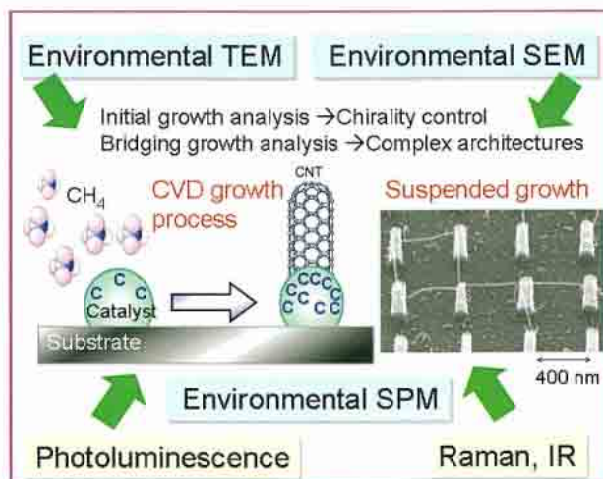 Environmental TEM
Environmental SEM
Initial growth analysis →Chirality control
Bridging growth analysis →Complex architectures
CH4
CVD growth
process
CNT
Suspended growth
C C C
Catalyst
C C C C C C C C C
Substrate
400 nm
Environmental SPM
Photoluminescence
Raman, IR